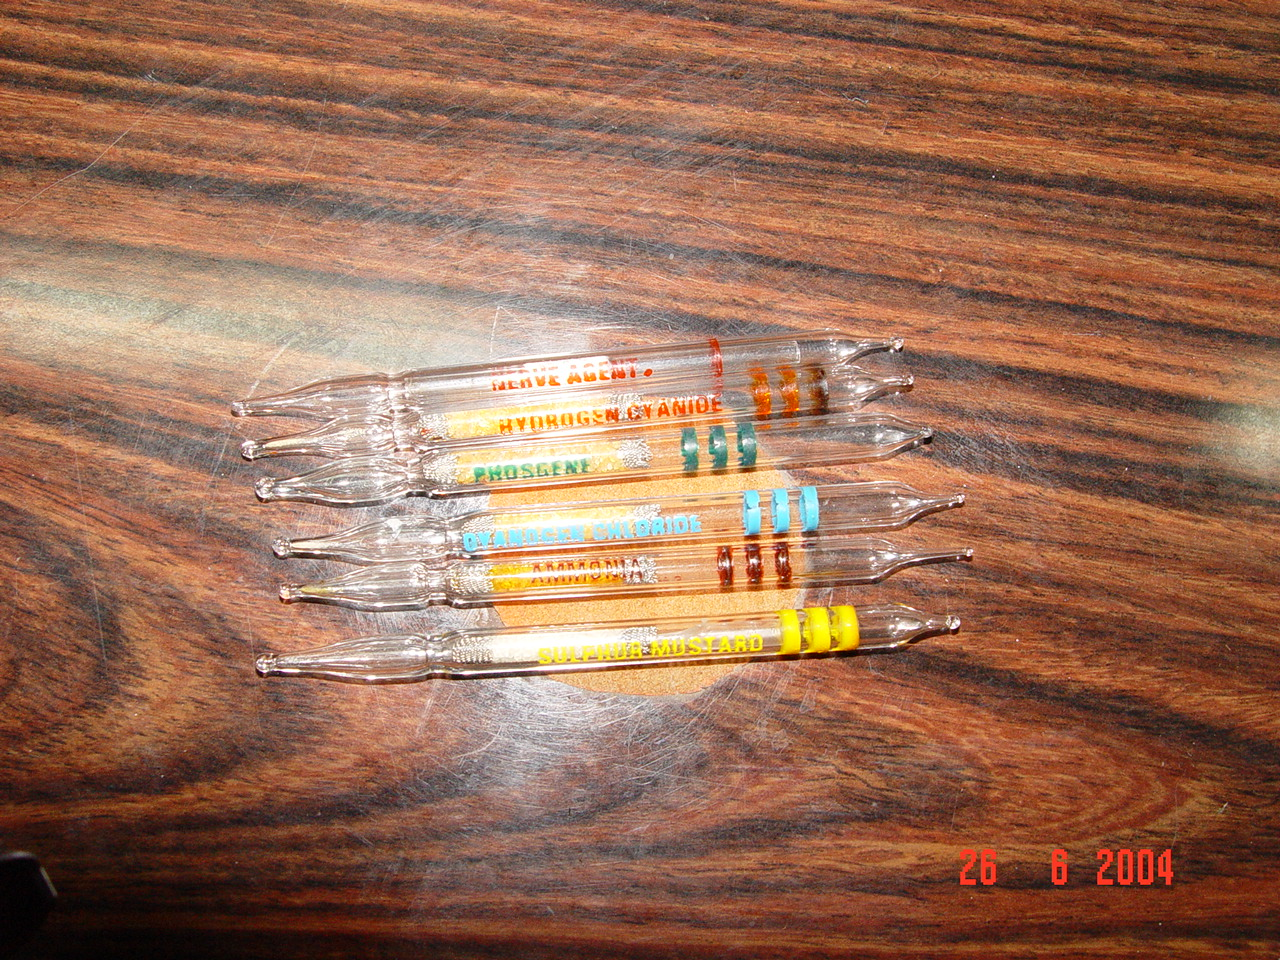 NERVE AGENT.
HYDROGEN CYANIDE
PHOSGENE
CYANOGEN CHLORIDE
AMMONIA
SULPHUR MUSTARD
26 6 2004